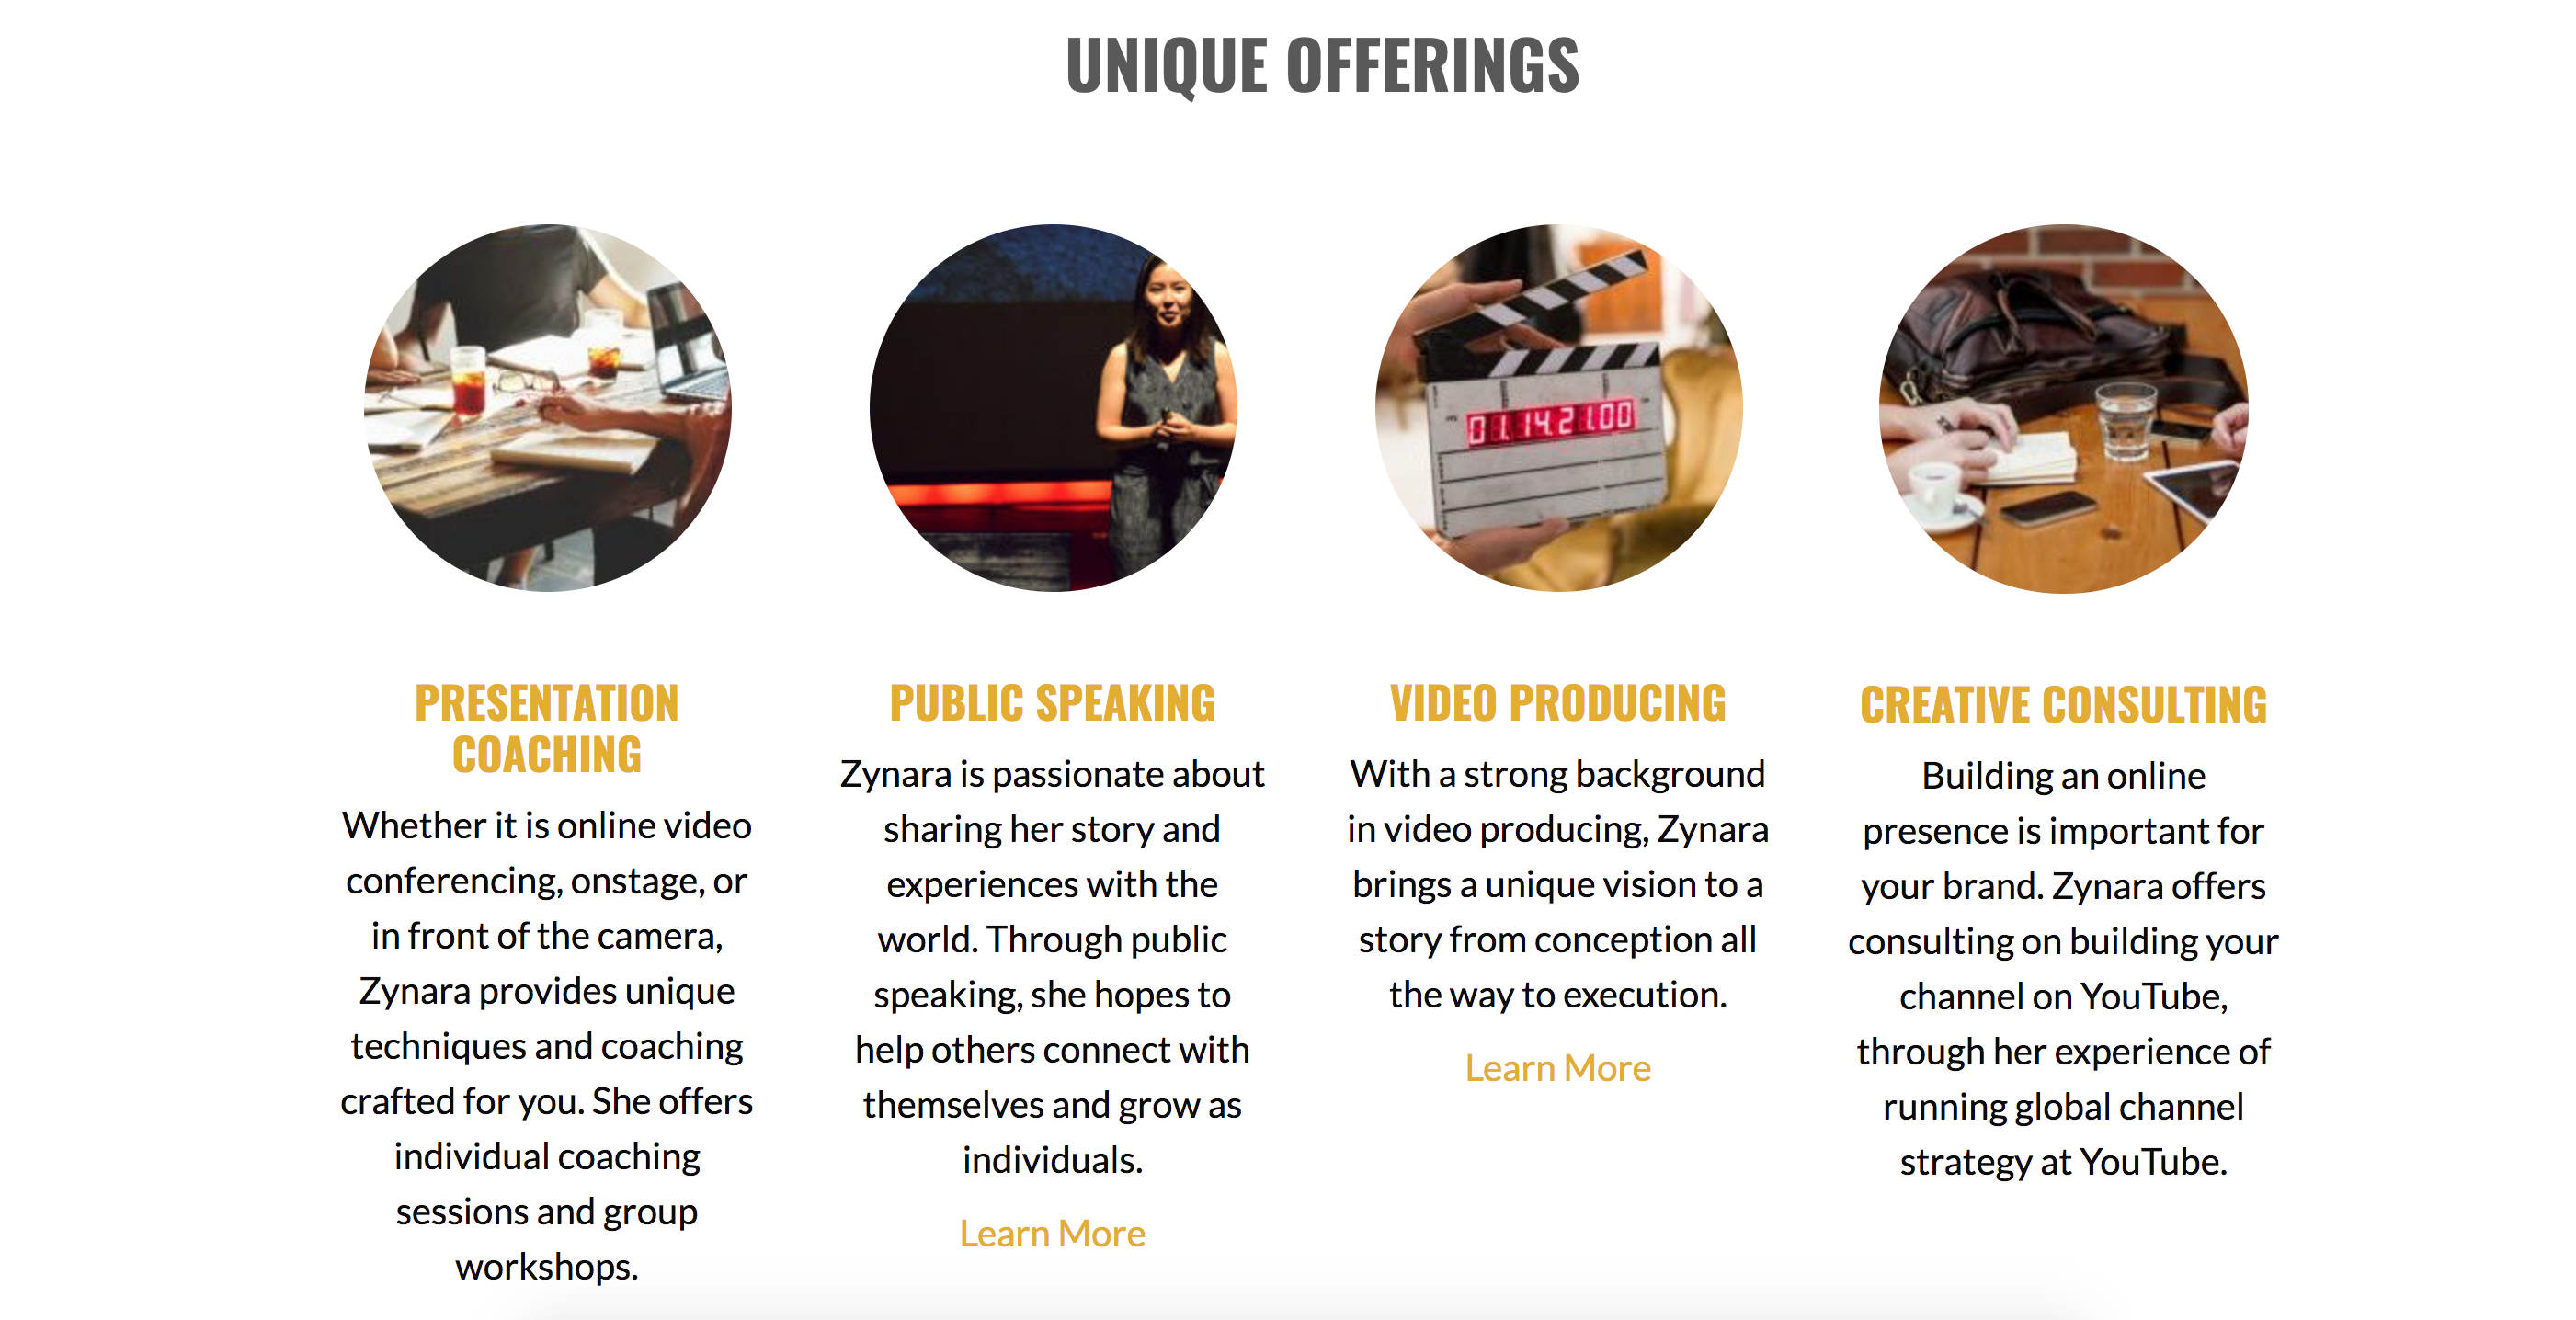 UNIQUE OFFERINGS
01.14.21.00
PRESENTATION
COACHING
Whether it is online video
conferencing, onstage, or
in front of the camera,
Zynara provides unique
techniques and coaching
crafted for you. She offers
individual coaching
sessions and group
workshops.
PUBLIC SPEAKING
Zynara is passionate about
sharing her story and
experiences with the
world. Through public
speaking, she hopes to
help others connect with
themselves and grow as
individuals.
Learn More
VIDEO PRODUCING
With a strong background
in video producing, Zynara
brings a unique vision to a
story from conception all
the way to execution.
Learn More
CREATIVE CONSULTING
Building an online
presence is important for
your brand. Zynara offers
consulting on building your
channel on YouTube,
through her experience of
running global channel
strategy at YouTube.